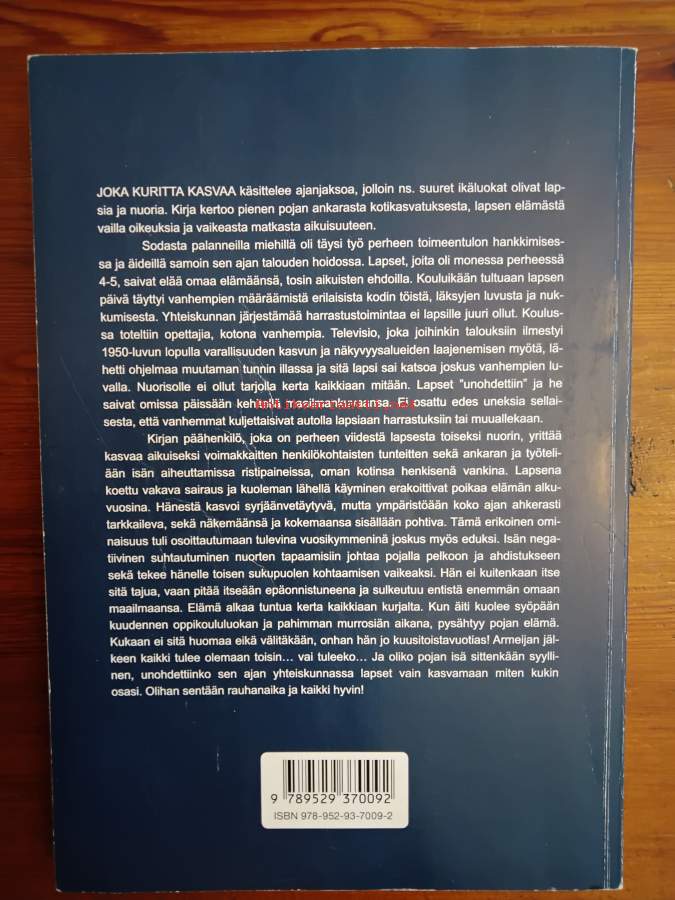 JOKA KURITTA KASVAA käsittelee ajanjaksoa, jolloin ns. suuret ikäluokat olivat lap-
sia ja nuoria. Kirja kertoo pienen pojan ankarasta kotikasvatuksesta, lapsen elämästä
vailla oikeuksia ja vaikeasta matkasta aikuisuuteen.
Sodasta palanneilla miehillä oli täysi työ perheen toimeentulon hankkimises-
sa ja äideillä samoin sen ajan talouden hoidossa. Lapset, joita oli monessa perheessä
4-5, saivat elää omaa elämäänsä, tosin aikuisten ehdoilla. Kouluikään tultuaan lapsen
päivä täyttyi vanhempien määräämistä erilaisista kodin töistä, läksyjen luvusta ja nuk-
kumisesta. Yhteiskunnan järjestämää harrastustoimintaa ei lapsille juuri ollut. Koulus-
sa toteltiin opettajia, kotona vanhempia. Televisio, joka joihinkin talouksiin ilmestyi
1950-luvun lopulla varallisuuden kasvun ja näkyvyysalueiden laajenemisen myötä, lä-
hetti ohjelmaa muutaman tunnin illassa ja sitä lapsi sai katsoa joskus vanhempien lu-
valla. Nuorisolle ei ollut tarjolla kerta kaikkiaan mitään. Lapset "unohdettiin" ja he
saivat omissa päissään kehitellä maailmankuvaansa. Ei osattu edes uneksia sellai-
sesta, että vanhemmat kuljettaisivat autolla lapsiaan harrastuksiin tai muuallekaan.
Kirjan päähenkilö, joka on perheen viidestä lapsesta toiseksi nuorin, yrittää
kasvaa aikuiseksi voimakkaitten henkilökohtaisten tunteitten sekä ankaran ja työteli-
ään isän aiheuttamissa ristipaineissa, oman kotinsa henkisenä vankina. Lapsena
koettu vakava sairaus ja kuoleman lähellä käyminen erakoittivat poikaa elämän alku-
vuosina. Hänestä kasvoi syrjäänvetäytyvä, mutta ympäristöään koko ajan ahkerasti
tarkkaileva, sekä näkemäänsä ja kokemaansa sisällään pohtiva. Tämä erikoinen omi-
naisuus tuli osoittautumaan tulevina vuosikymmeninä joskus myös eduksi. Isän nega-
tiivinen suhtautuminen nuorten tapaamisiin johtaa pojalla pelkoon ja ahdistukseen
sekä tekee hänelle toisen sukupuolen kohtaamisen vaikeaksi. Hän ei kuitenkaan itse
sitä tajua, vaan pitää itseään epäonnistuneena ja sulkeutuu entistä enemmän omaan
maailmaansa. Elämä alkaa tuntua kerta kaikkiaan kurjalta. Kun äiti kuolee syöpään
kuudennen oppikoululuokan ja pahimman murrosiän aikana, pysähtyy pojan elämä.
Kukaan ei sitä huomaa eikä välitäkään, onhan hän jo kuusitoistavuotias! Armeijan jäl-
keen kaikki tulee olemaan toisin... vai tuleeko... Ja oliko pojan isä sittenkään syylli-
nen, unohdettiinko sen ajan yhteiskunnassa lapset vain kasvamaan miten kukin
osasi. Olihan sentään rauhanaika ja kaikki hyvin!
9 789529 370092
ISBN 978-952-93-7009-2